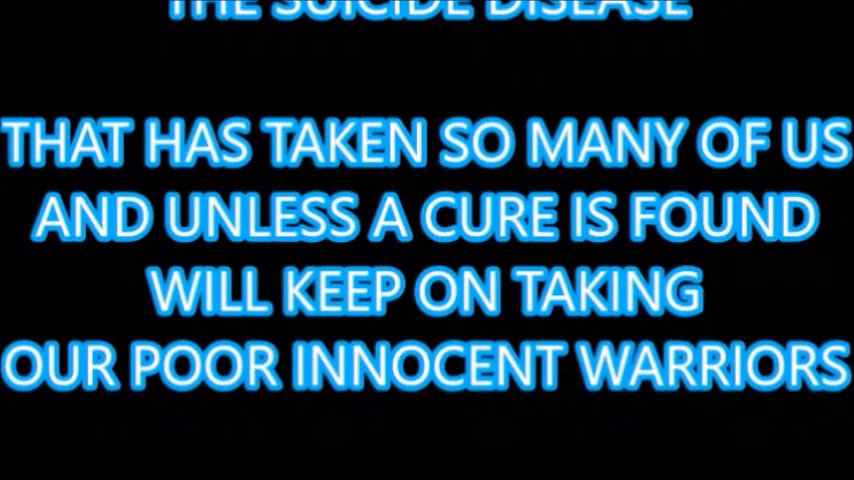 THE SUICIDE DISEASE
THAT HAS TAKEN SO MANY OF US
AND UNLESS A CURE IS FOUND
WILL KEEP ON TAKING
OUR POOR INNOCENT WARRIORS